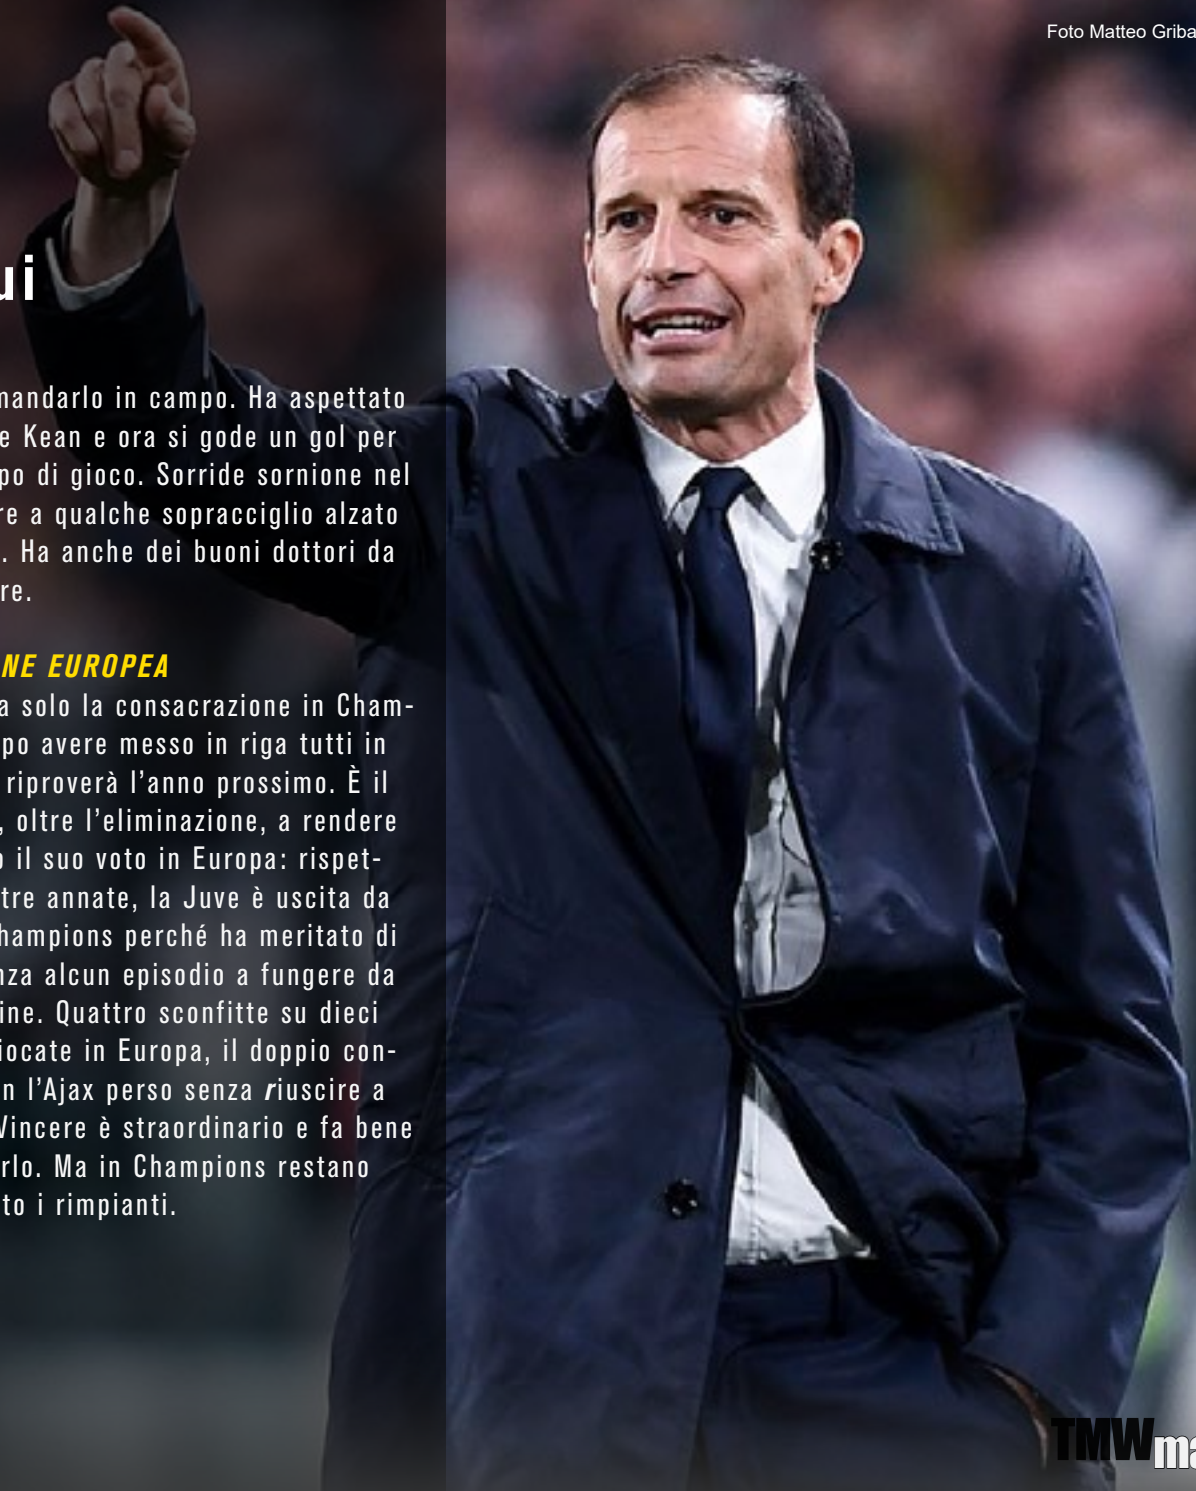 Foto Matteo Griba
ui
mandarlo in campo. Ha aspettato
e Kean e ora si gode un gol per
po di gioco. Sorride sornione nel
re a qualche sopracciglio alzato
. Ha anche dei buoni dottori da
re.
NE EUROPEA
a solo la consacrazione in Cham-
po avere messo in riga tutti in
riproverà l’anno prossimo. È il
, oltre l’eliminazione, a rendere
o il suo voto in Europa: rispet-
tre annate, la Juve è uscita da
hampions perché ha meritato di
nza alcun episodio a fungere da
ine. Quattro sconfitte su dieci
iocate in Europa, il doppio con-
n l’Ajax perso senza riuscire a
Vincere è straordinario e fa bene
rlo. Ma in Champions restano
to i rimpianti.
TMWma